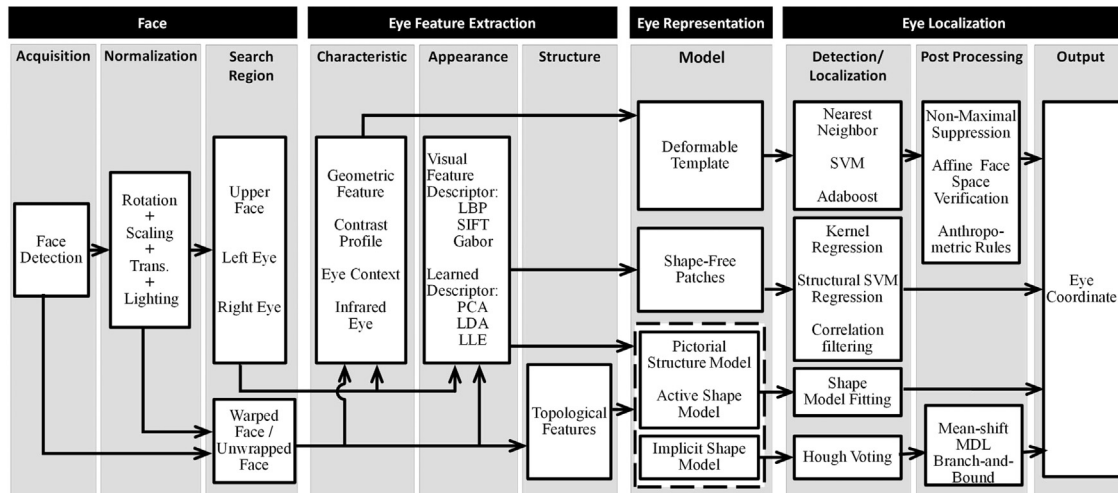 Face
Eye Feature Extraction
Eye Representation
Eye Localization
Acquisition
Normalization
Search
Region
Characteristic
Appearance
Structure
Model
Detection/
Localization
Post Processing
Output
Face
Detection
Rotation
+
Scaling
+
Trans.
+
Lighting
Upper
Face
Left Eye
Right Eye
Warped
Face /
Unwrapped
Face
Geometric
Feature
Contrast
Profile
Eye Context
Infrared
Eye
Visual
Feature
Descriptor:
LBP
SIFT
Gabor
Learned
Descriptor:
PCA
LDA
LLE
Topological
Features
Deformable
Template
Shape-Free
Patches
Pictorial
Structure Model
Active Shape
Model
Implicit Shape
Model
Nearest
Neighbor
SVM
Adaboost
Kernel
Regression
Structural SVM
Regression
Correlation
filtering
Shape
Model Fitting
Hough Voting
Non-Maximal
Suppression
Affine Face
Space
Verification
Anthropo-
metric Rules
Mean-shift
MDL
Branch-and-
Bound
Eye
Coordinate